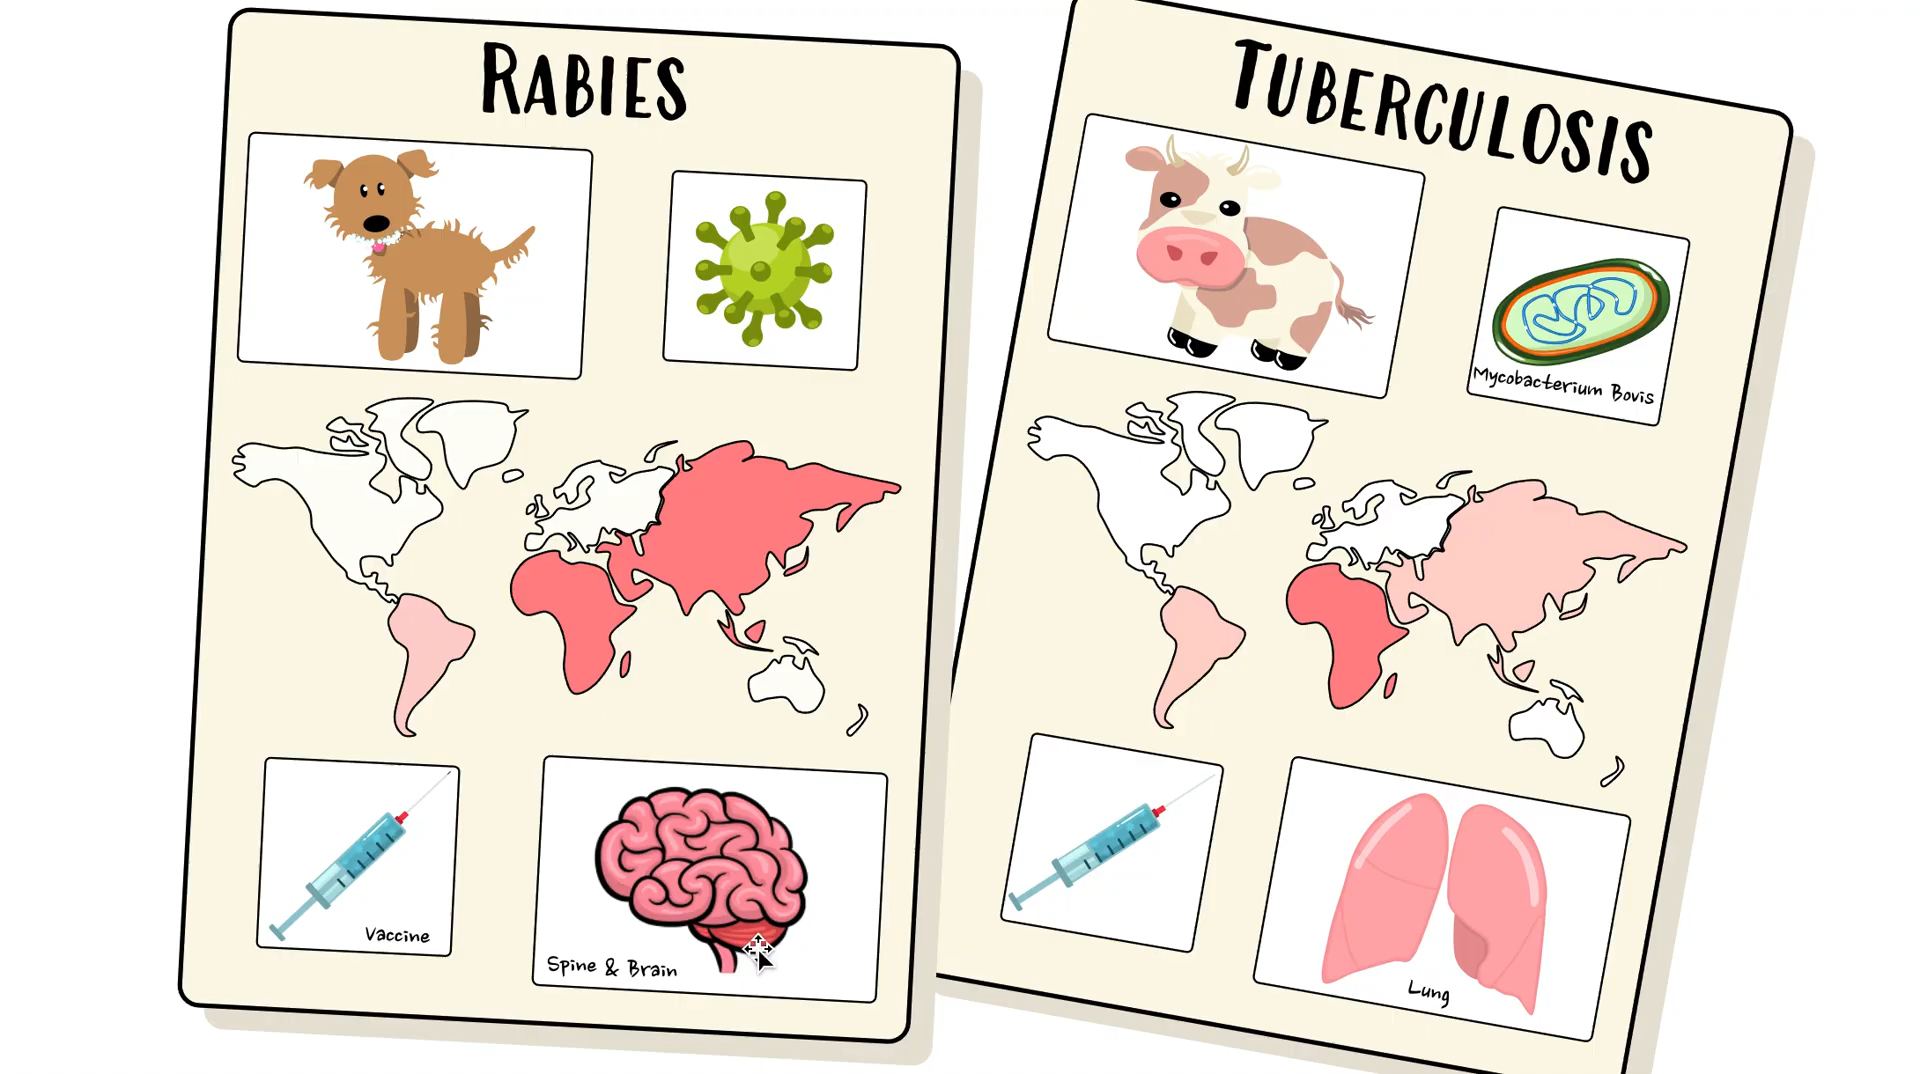 Rabies
Vaccine
Spine & Brain
Tuberculosis
Mycobacterium Bovis
Lung